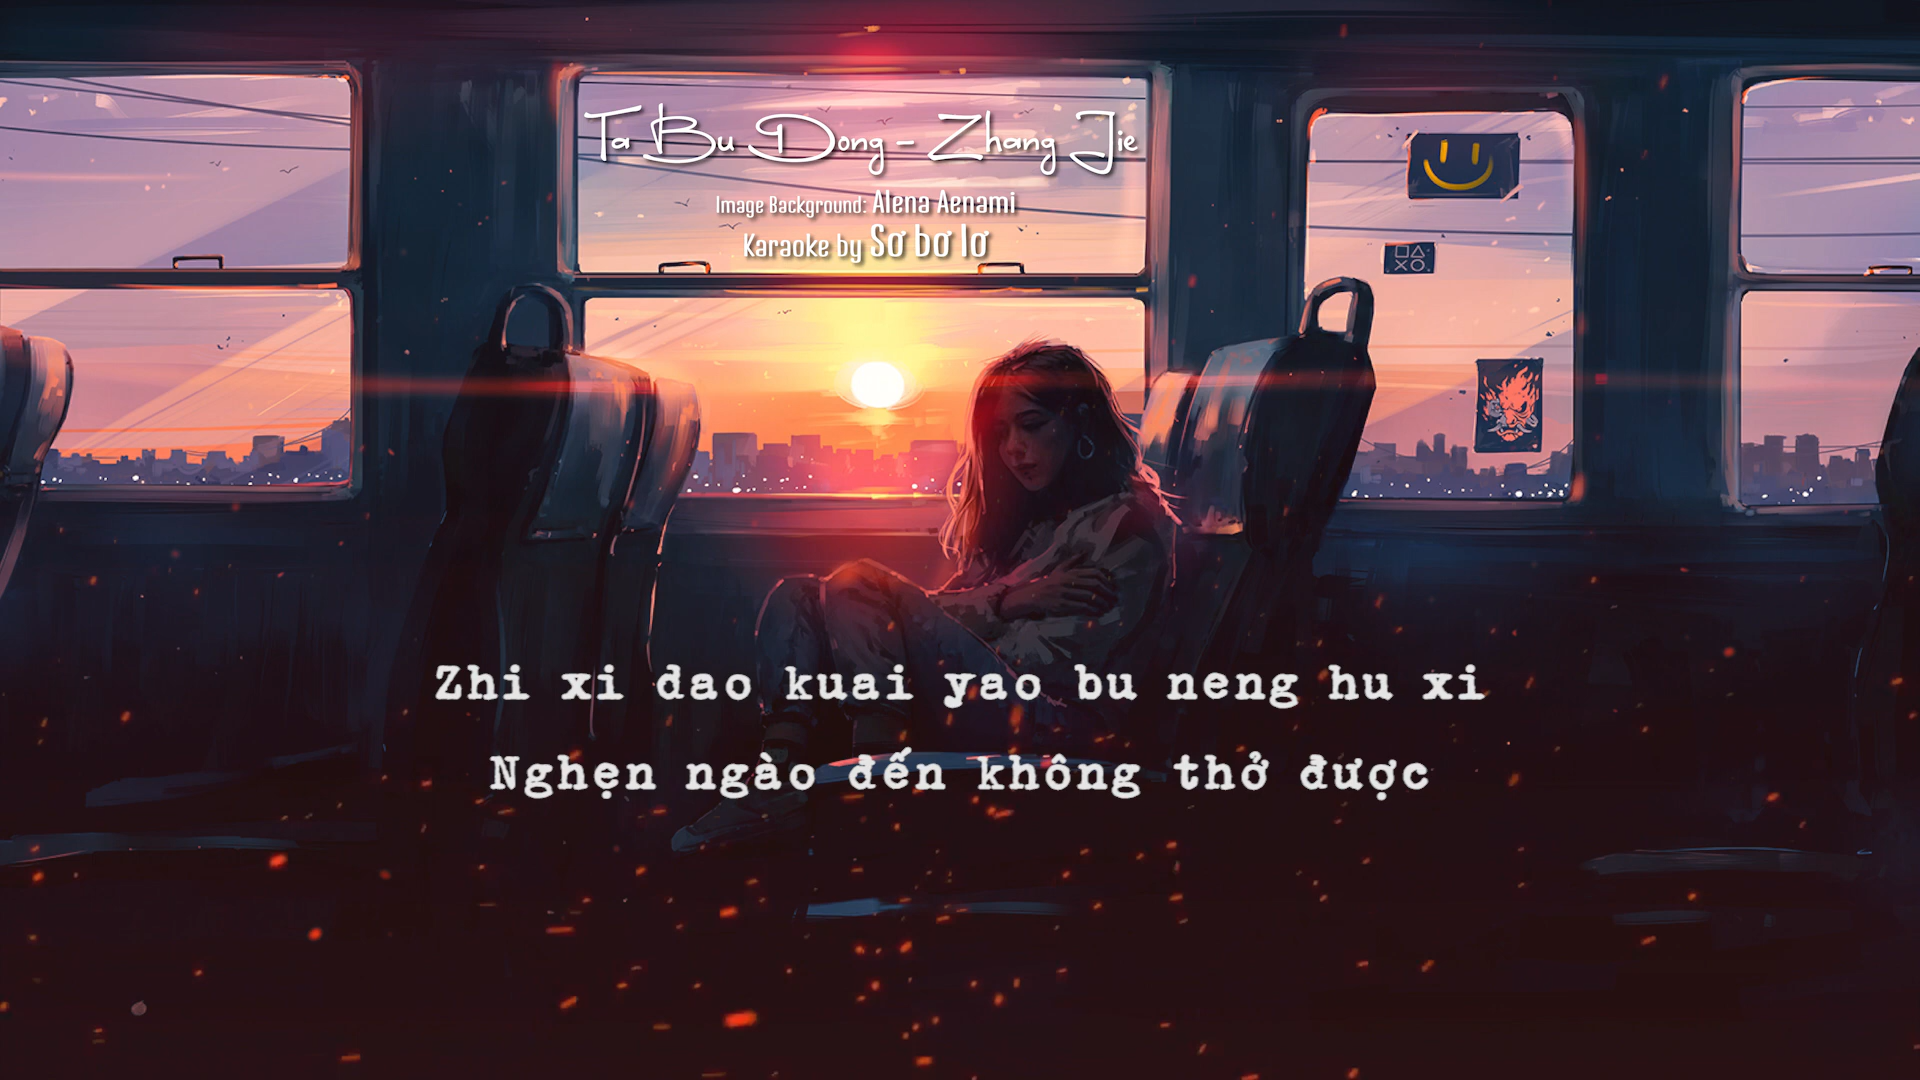 Ta Bu Dong - Zhang Jie
Image Background: Alena Aenami
Karaoke by Sơ bơ lơ
Zhi xi dao kuai yao bu neng hu xi
Nghẹn ngào đến không thở được